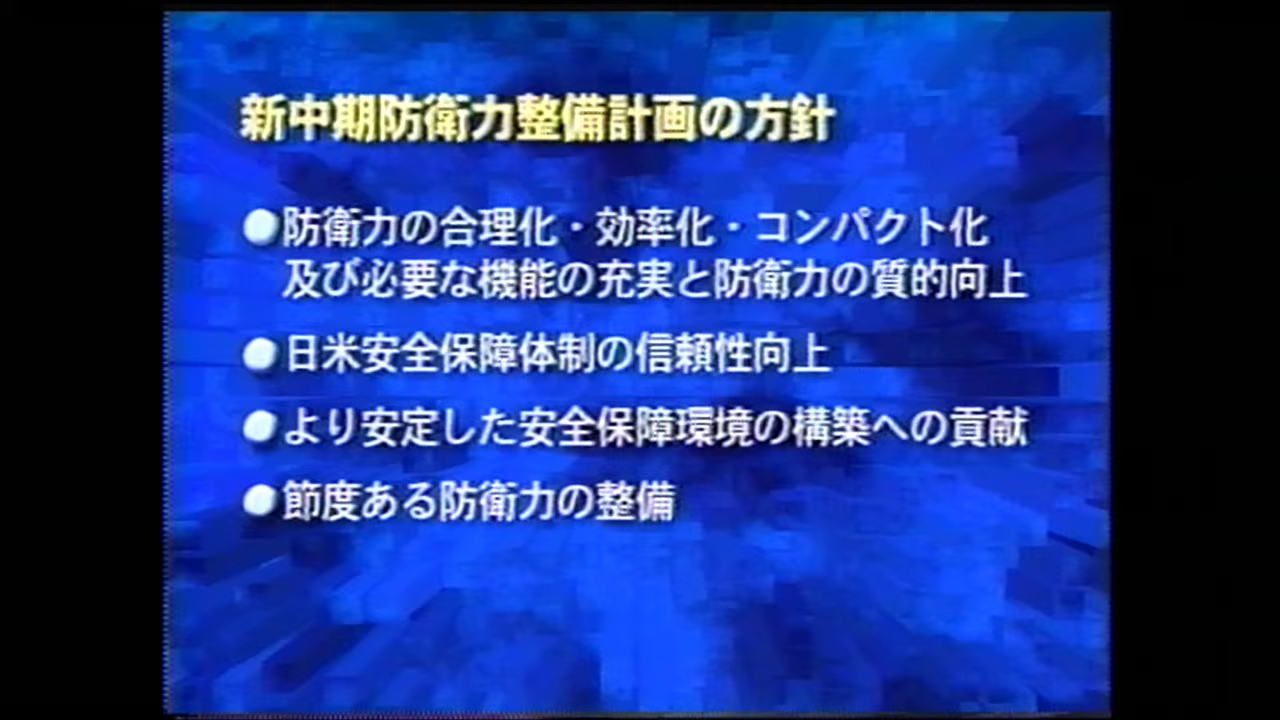 新中期防衛力整備計画の方針
●防衛力の合理化・効率化・コンパクト化
及び必要な機能の充実と防衛力の質的向上
●日米安全保障体制の信頼性向上
●より安定した安全保障環境の構築への貢献
●節度ある防衛力の整備